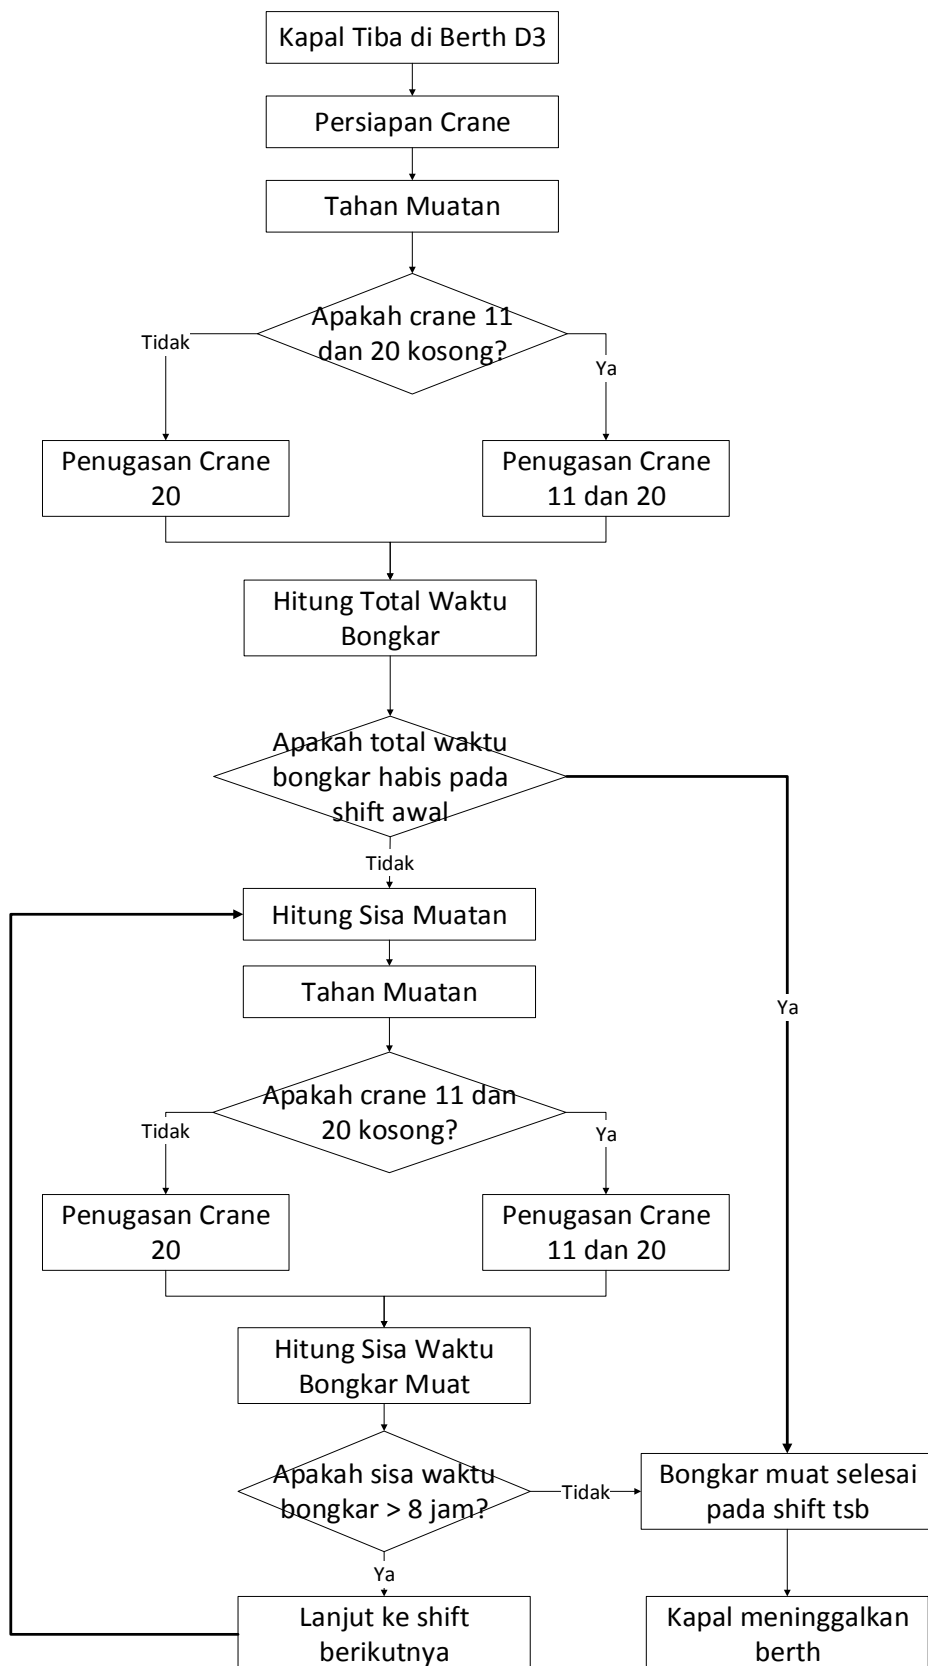 Kapal Tiba di Berth D3
Persiapan Crane
Tahan Muatan
Apakah crane 11
dan 20 kosong?
Tidak
Ya
Penugasan Crane
20
Penugasan Crane
11 dan 20
Hitung Total Waktu
Bongkar
Apakah total waktu
bongkar habis pada
shift awal
Tidak
Hitung Sisa Muatan
Tahan Muatan
Ya
Apakah crane 11 dan
20 kosong?
Tidak
Ya
Penugasan Crane
20
Penugasan Crane
11 dan 20
Hitung Sisa Waktu
Bongkar Muat
Apakah sisa waktu
bongkar > 8 jam?
Tidak
Bongkar muat selesai
pada shift tsb
Ya
Lanjut ke shift
berikutnya
Kapal meninggalkan
berth